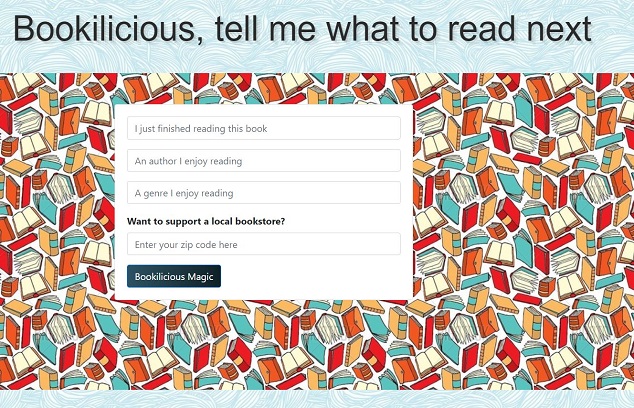 Bookilicious, tell me what to read next
I just finished reading this book
An author I enjoy reading
A genre I enjoy reading
Want to support a local bookstore?
Enter your zip code here
Bookilicious Magic